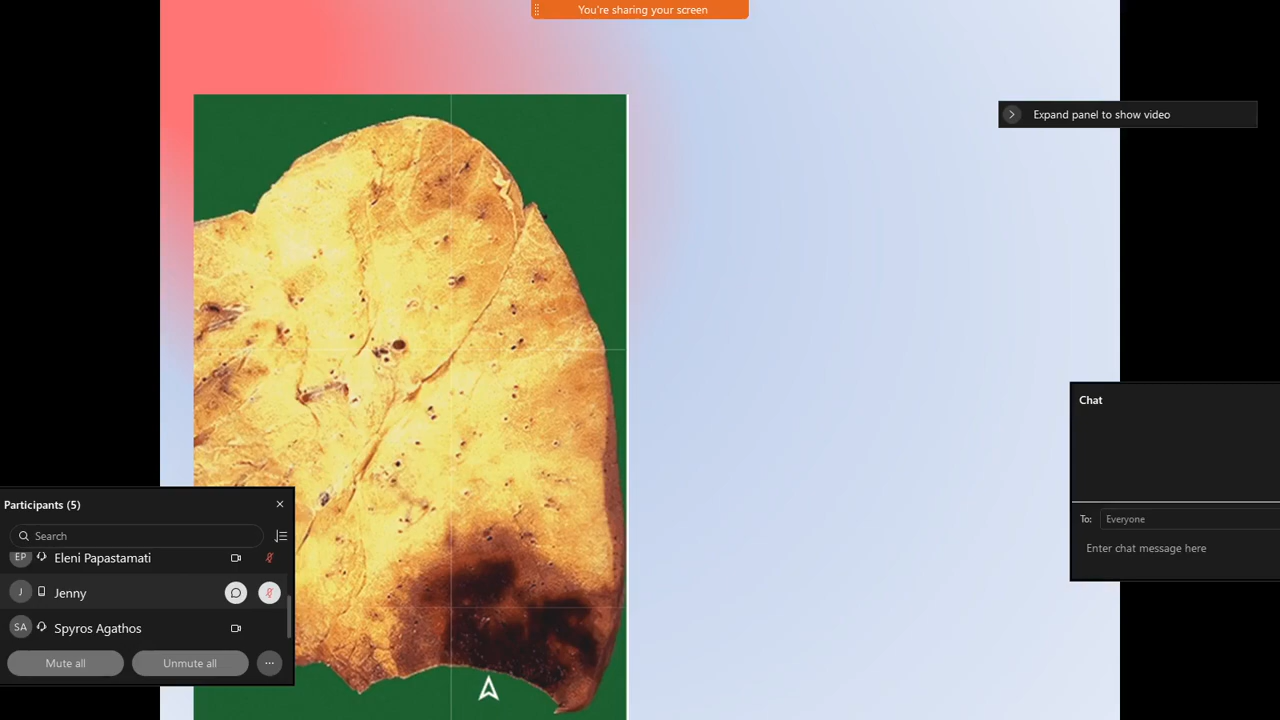 You're sharing your screen
Expand panel to show video
Chat
Participants (5)
Search
EP Eleni Papastamati
J Jenny
SA Spyros Agathos
Mute all
Unmute all
To: Everyone
Enter chat message here